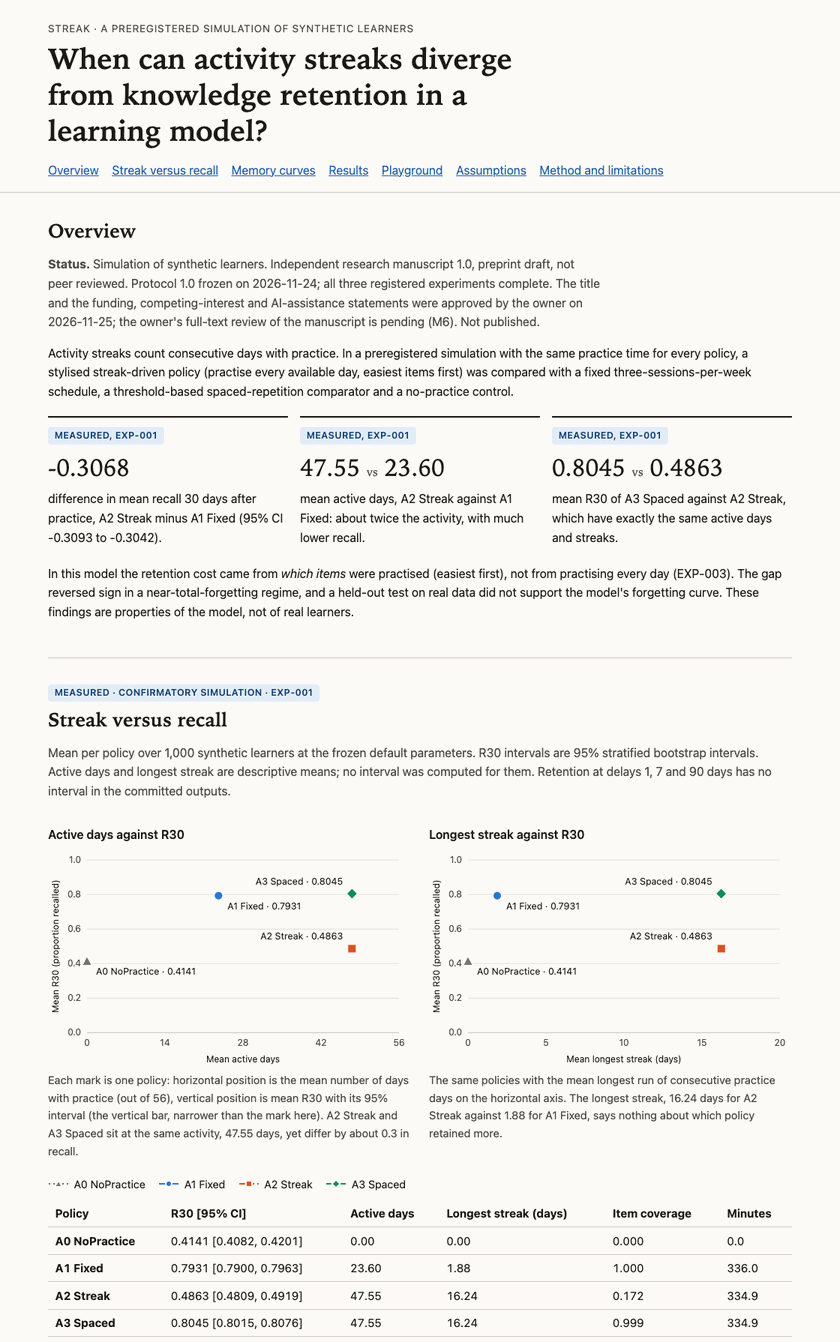 STREAK · A PREREGISTERED SIMULATION OF SYNTHETIC LEARNERS
When can activity streaks diverge
from knowledge retention in a
learning model?
Overview Streak versus recall Memory curves Results Playground Assumptions Method and limitations
Overview
Status. Simulation of synthetic learners. Independent research manuscript 1.0, preprint draft, not
peer reviewed. Protocol 1.0 frozen on 2026-11-24; all three registered experiments complete. The title
and the funding, competing-interest and AI-assistance statements were approved by the owner on
2026-11-25; the owner's full-text review of the manuscript is pending (M6). Not published.
Activity streaks count consecutive days with practice. In a preregistered simulation with the same practice time for every policy, a
stylised streak-driven policy (practise every available day, easiest items first) was compared with a fixed three-sessions-per-week
schedule, a threshold-based spaced-repetition comparator and a no-practice control.
MEASURED, EXP-001
-0.3068
difference in mean recall 30 days after
practice, A2 Streak minus A1 Fixed (95% CI
-0.3093 to -0.3042).
MEASURED, EXP-001
47.55 vs 23.60
mean active days, A2 Streak against A1
Fixed: about twice the activity, with much
lower recall.
MEASURED, EXP-001
0.8045 vs 0.4863
mean R30 of A3 Spaced against A2 Streak,
which have exactly the same active days
and streaks.
In this model the retention cost came from which items were practised (easiest first), not from practising every day (EXP-003). The gap
reversed sign in a near-total-forgetting regime, and a held-out test on real data did not support the model's forgetting curve. These
findings are properties of the model, not of real learners.
MEASURED · CONFIRMATORY SIMULATION · EXP-001
Streak versus recall
Mean per policy over 1,000 synthetic learners at the frozen default parameters. R30 intervals are 95% stratified bootstrap intervals.
Active days and longest streak are descriptive means; no interval was computed for them. Retention at delays 1, 7 and 90 days has no
interval in the committed outputs.
Active days against R30
Mean R30 (proportion recalled)
1.0
0.8
0.6
0.4
0.2
0.0
A3 Spaced · 0.8045
A1 Fixed · 0.7931
A2 Streak · 0.4863
A0 NoPractice · 0.4141
0 14 28 42 56
Mean active days
Each mark is one policy: horizontal position is the mean number of days
with practice (out of 56), vertical position is mean R30 with its 95%
interval (the vertical bar, narrower than the mark here). A2 Streak and
A3 Spaced sit at the same activity, 47.55 days, yet differ by about 0.3 in
recall.
Longest streak against R30
Mean R30 (proportion recalled)
1.0
0.8
0.6
0.4
0.2
0.0
A3 Spaced · 0.8045
A1 Fixed · 0.7931
A2 Streak · 0.4863
A0 NoPractice · 0.4141
0 5 10 15 20
Mean longest streak (days)
The same policies with the mean longest run of consecutive practice
days on the horizontal axis. The longest streak, 16.24 days for A2
Streak against 1.88 for A1 Fixed, says nothing about which policy
retained more.
A0 NoPractice A1 Fixed A2 Streak A3 Spaced
Policy R30 [95% CI] Active days Longest streak (days) Item coverage Minutes
A0 NoPractice 0.4141 [0.4082, 0.4201] 0.00 0.00 0.000 0.0
A1 Fixed 0.7931 [0.7900, 0.7963] 23.60 1.88 1.000 336.0
A2 Streak 0.4863 [0.4809, 0.4919] 47.55 16.24 0.172 334.9
A3 Spaced 0.8045 [0.8015, 0.8076] 47.55 16.24 0.999 334.9